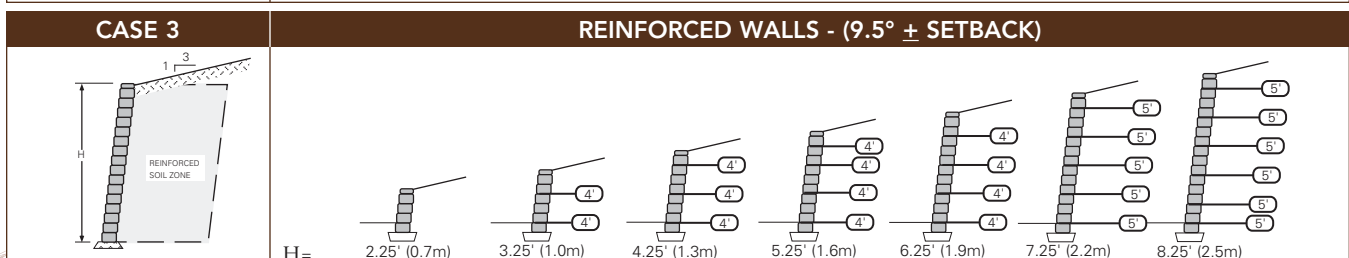 CASE 3
REINFORCED WALLS - (9.5° ± SETBACK)
3
1
H
REINFORCED
SOIL ZONE
4'
4'
4'
4'
4'
4'
4'
4'
4'
4'
4'
4'
4'
5'
5'
5'
5'
5'
5'
5'
5'
5'
5'
5'
H=
2.25' (0.7m)
3.25' (1.0m)
4.25' (1.3m)
5.25' (1.6m)
6.25' (1.9m)
7.25' (2.2m)
8.25' (2.5m)